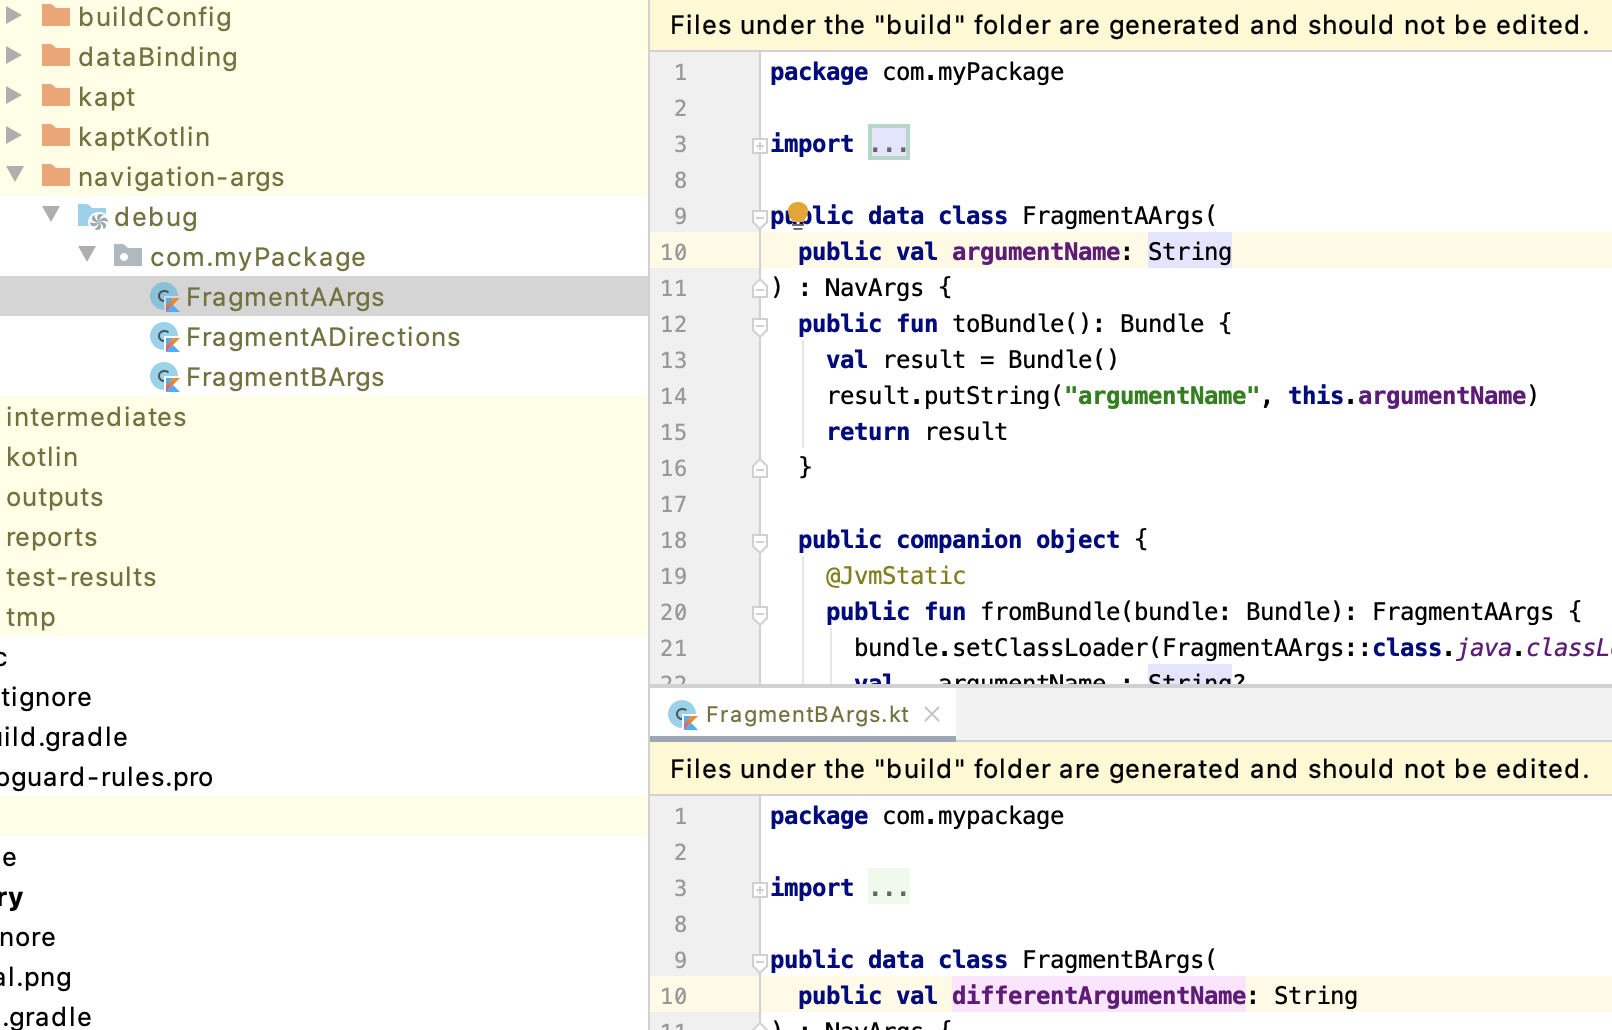 buildConfig
dataBinding
kapt
kaptKotlin
navigation-args
debug
com.myPackage
FragmentAArgs
FragmentADirections
FragmentBArgs
intermediates
kotlin
outputs
reports
test-results
tmp
c
tignore
ild.gradle
oguard-rules.pro
e
ry
nore
al.png
.gradle
Files under the "build" folder are generated and should not be edited.
1 package com.myPackage
2
3 import ...
8
9 public data class FragmentAArgs(
10 public val argumentName: String
11 ) : NavArgs {
12 public fun toBundle(): Bundle {
13 val result = Bundle()
14 result.putString("argumentName", this.argumentName)
15 return result
16 }
17
18 public companion object {
19 @JvmStatic
20 public fun fromBundle(bundle: Bundle): FragmentAArgs {
21 bundle.setClassLoader(FragmentAArgs::class.java.classL
22 val __argumentName : String?
FragmentBArgs.kt
Files under the "build" folder are generated and should not be edited.
1 package com.mypackage
2
3 import ...
8
9 public data class FragmentBArgs(
10 public val differentArgumentName: String
11 ) : NavArgs {